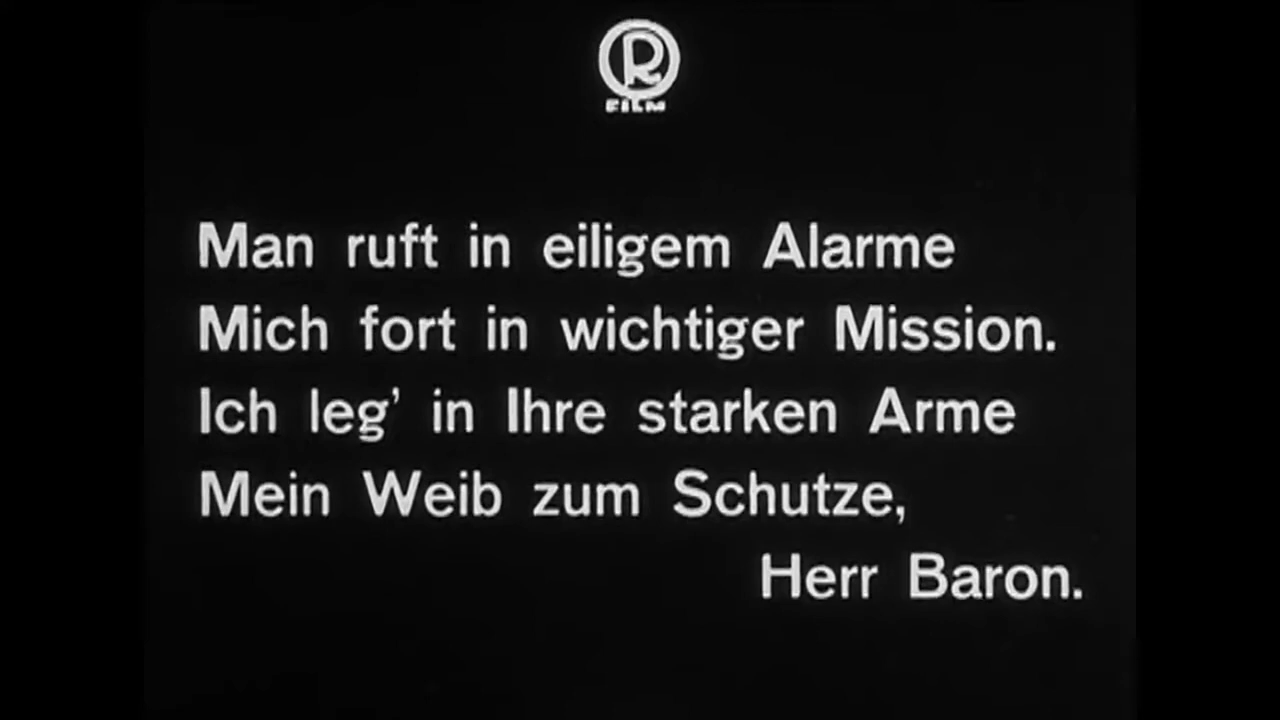 R
FILM
Man ruft in eiligem Alarme
Mich fort in wichtiger Mission.
Ich leg’ in Ihre starken Arme
Mein Weib zum Schutze,
Herr Baron.